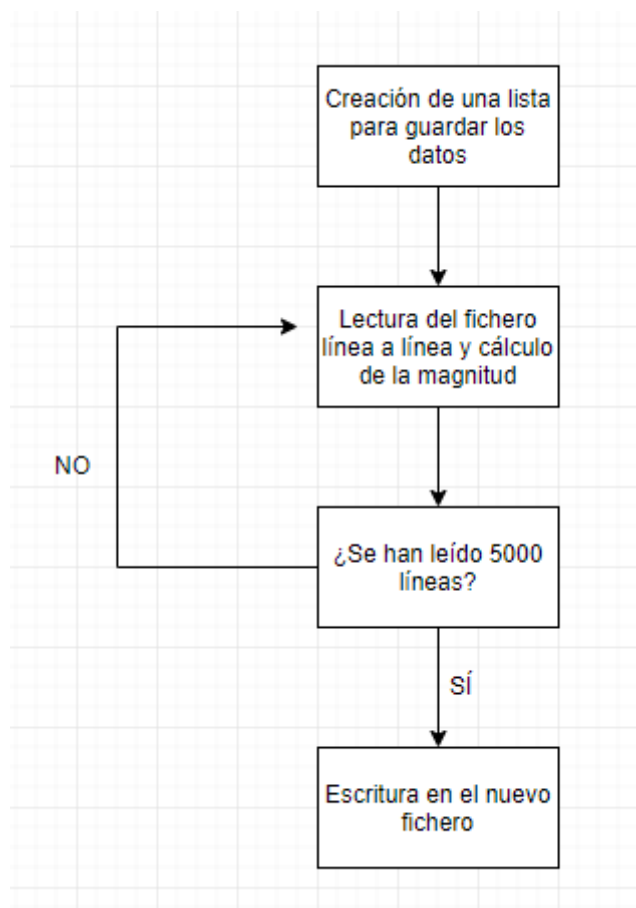 Creación de una lista
para guardar los
datos
Lectura del fichero
línea a línea y cálculo
de la magnitud
NO
¿Se han leído 5000
líneas?
SÍ
Escritura en el nuevo
fichero